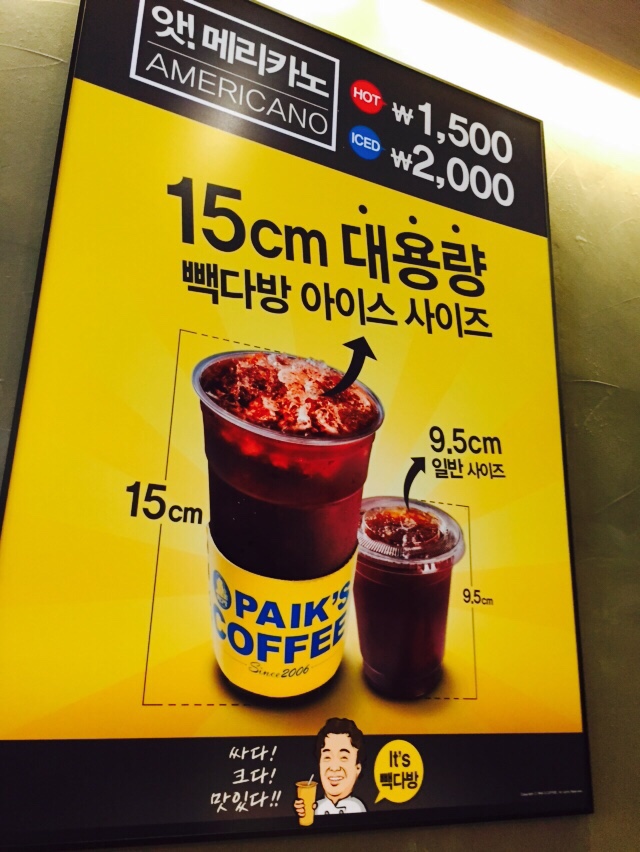 앗! 메리카노
AMERICANO
HOT ₩1,500
ICED ₩2,000
15cm 대용량
빽다방 아이스 사이즈
9.5cm
일반 사이즈
15cm
9.5cm
PAIK'S
COFFEE
Since 2006
싸다!
크다!
맛있다!!
It's
빽다방